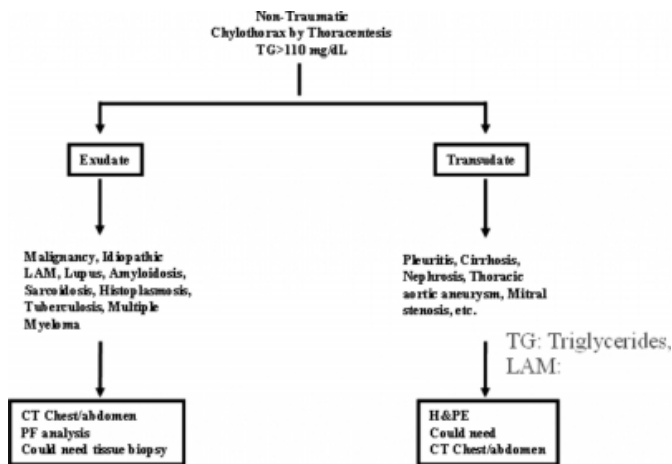 Non-Traumatic
Chylothorax by Thoracentesis
TG>110 mg/dL
Exudate
Transudate
Malignancy, Idiopathic
LAM, Lupus, Amyloidosis,
Sarcoidosis, Histoplasmosis,
Tuberculosis, Multiple
Myeloma
Pleuritis, Cirrhosis,
Nephrosis, Thoracic
aortic aneurysm, Mitral
stenosis, etc.
TG: Triglycerides,
LAM:
CT Chest/abdomen
PF analysis
Could need tissue biopsy
H&PE
Could need
CT Chest/abdomen